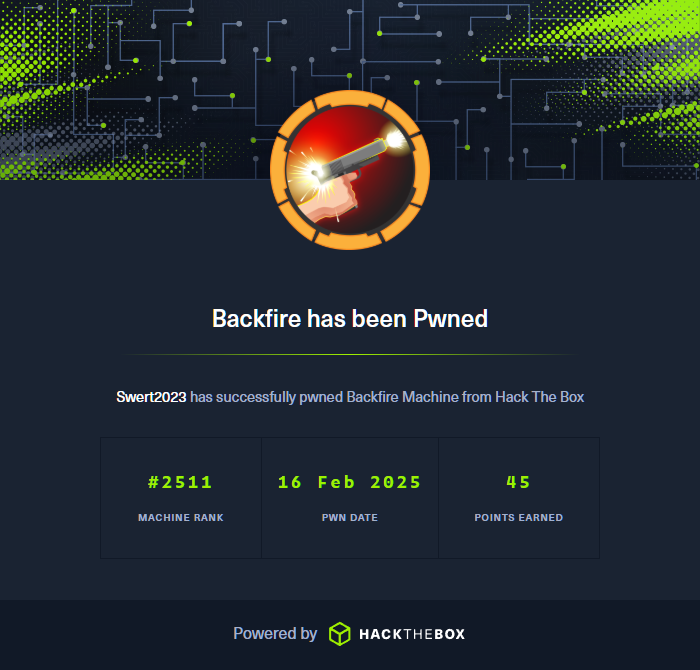 Backfire has been Pwned
Swert2023 has successfully pwned Backfire Machine from Hack The Box
#2511 16 Feb 2025 45
MACHINE RANK PWN DATE POINTS EARNED
Powered by HACKTHEBOX